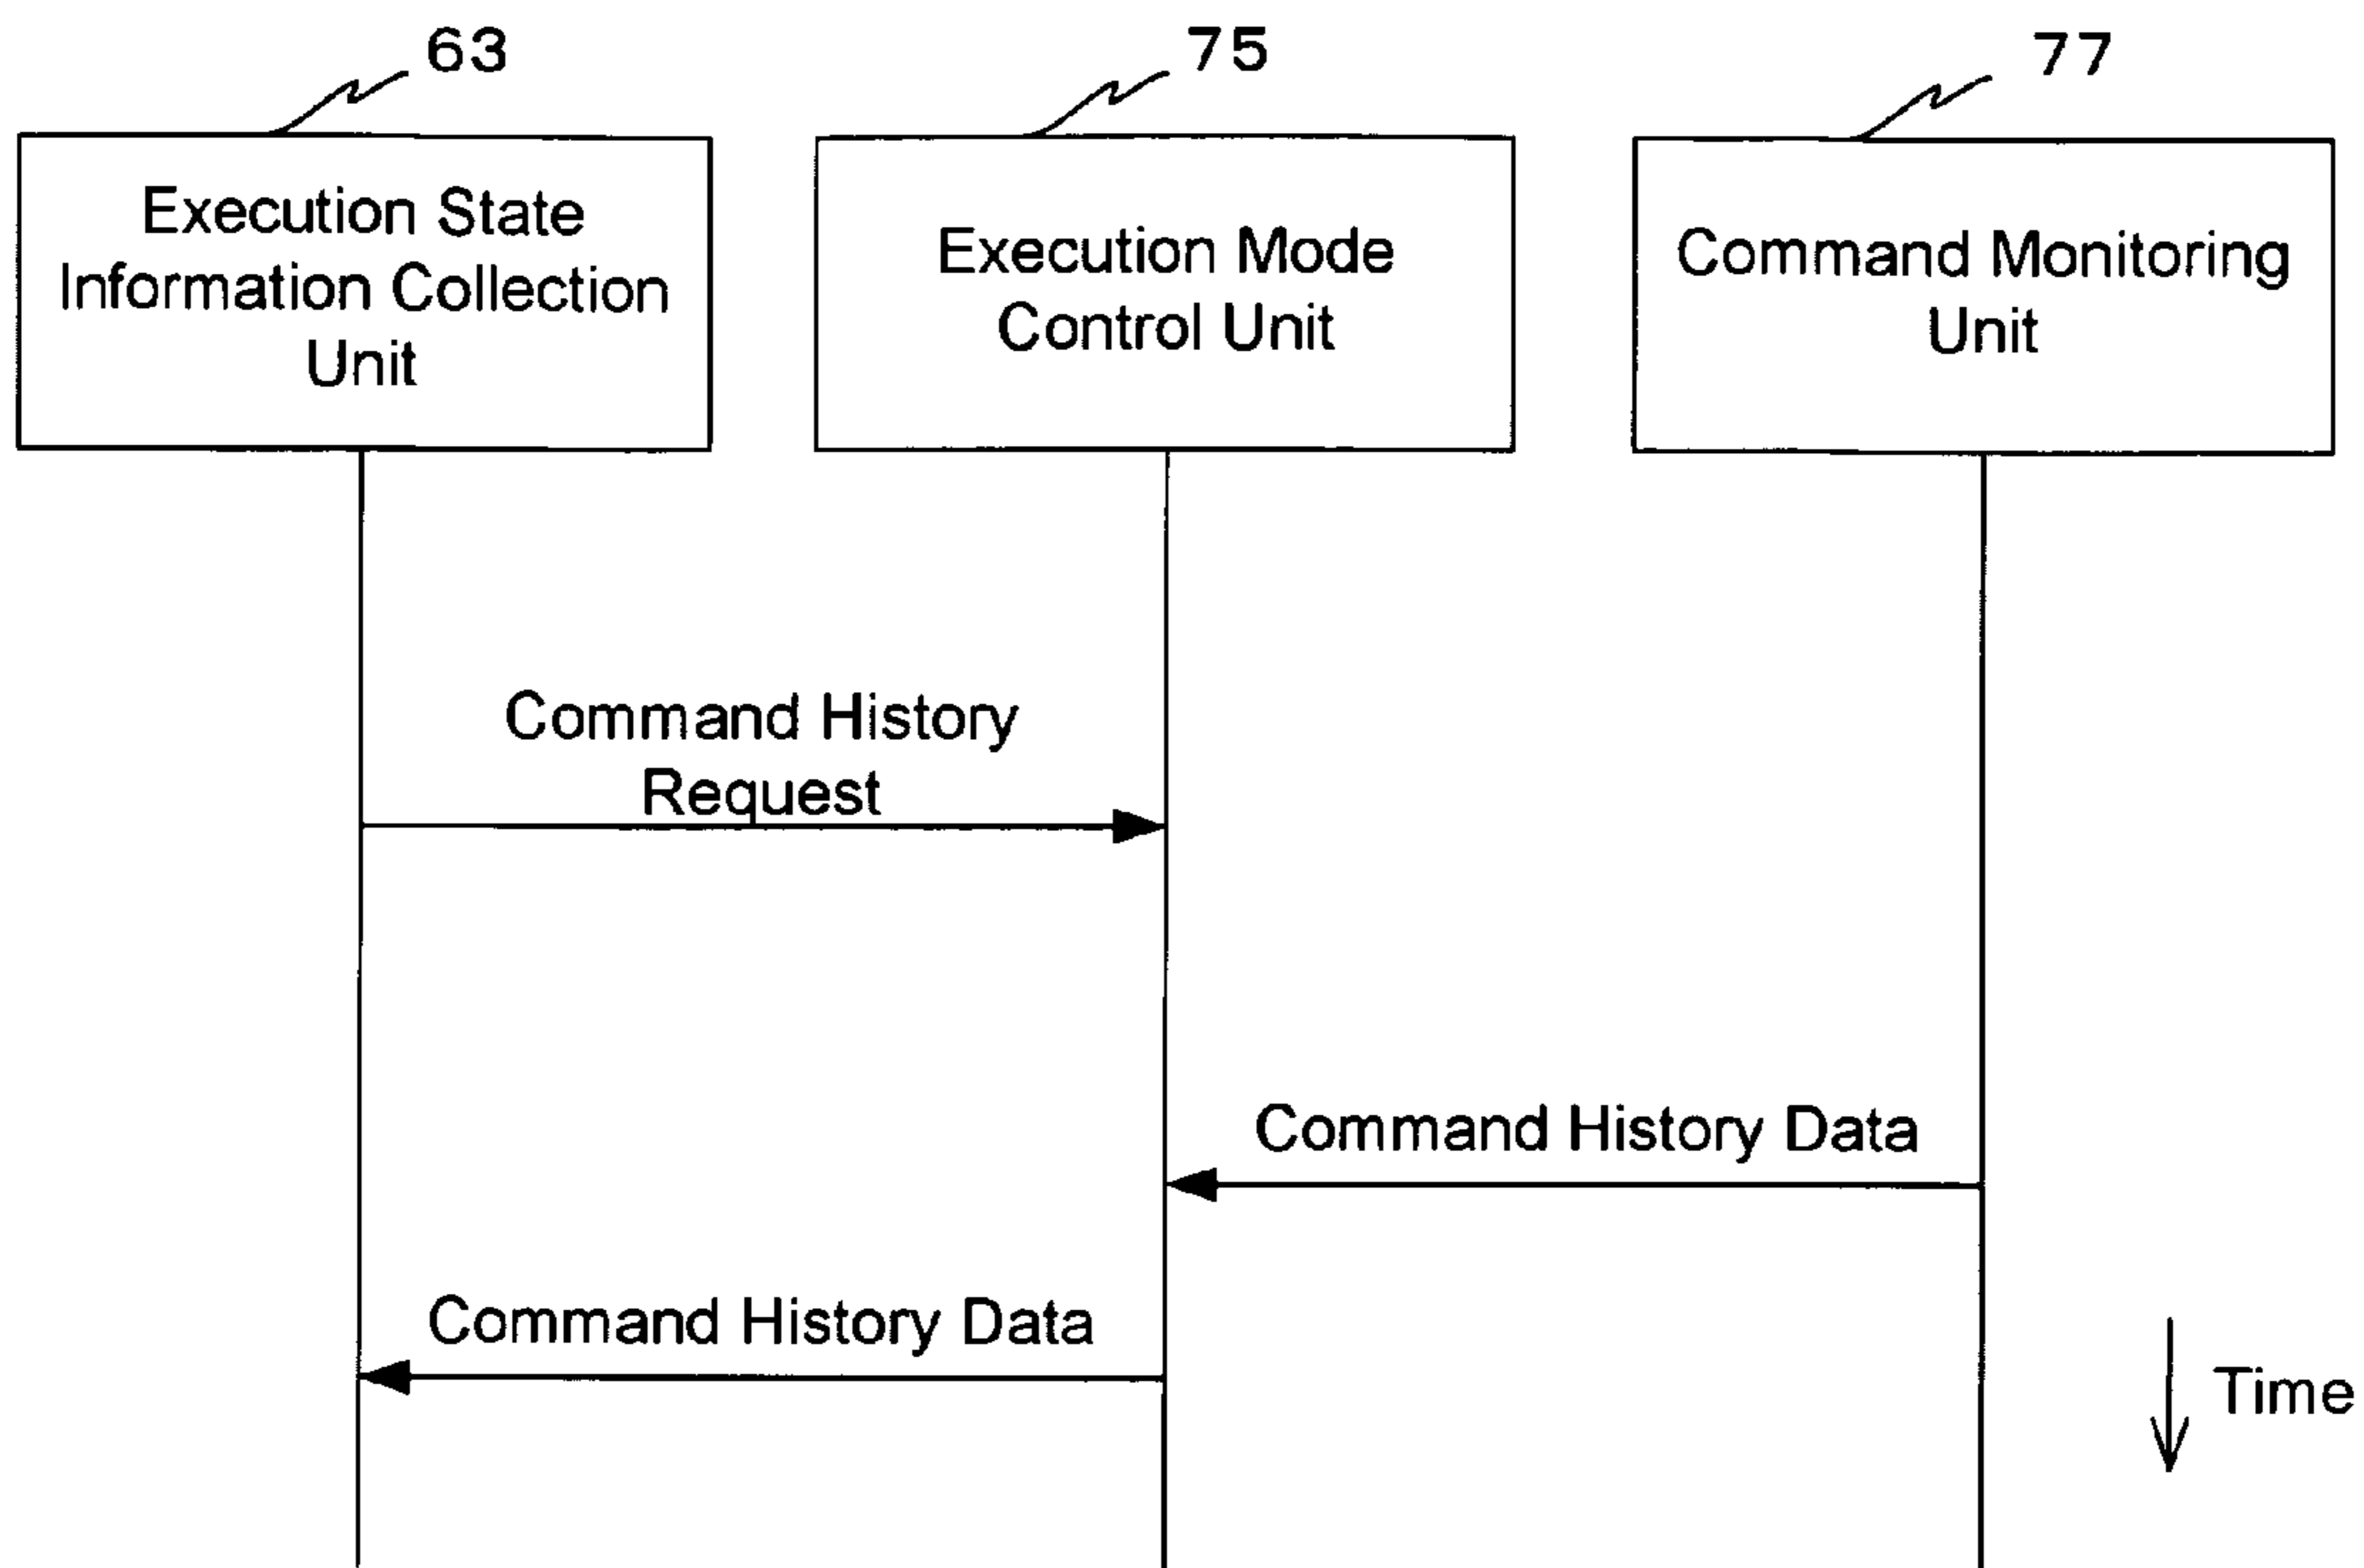 63
75
77
Execution State
Information Collection
Unit
Execution Mode
Control Unit
Command Monitoring
Unit
Command History
Request
Command History Data
Command History Data
Time